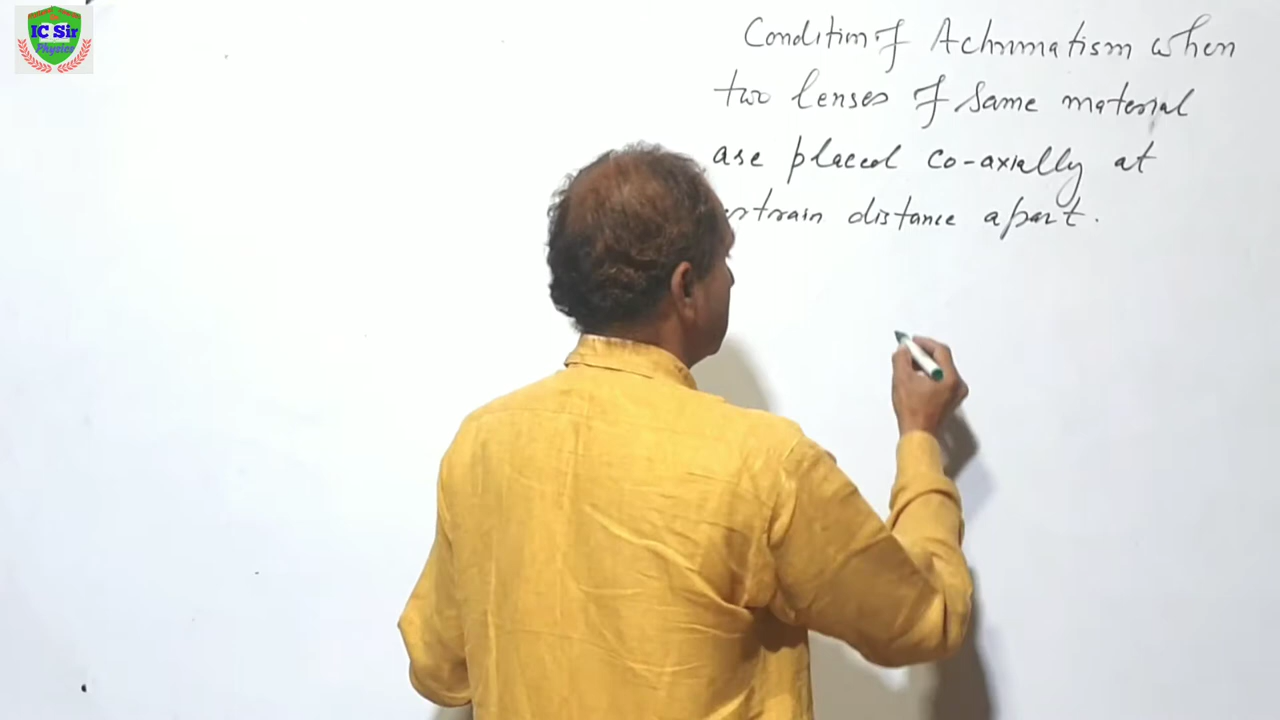 IC Sir
Physics
Condition of Achromatism when
two lenses of same material
are placed co-axially at
distance apart.